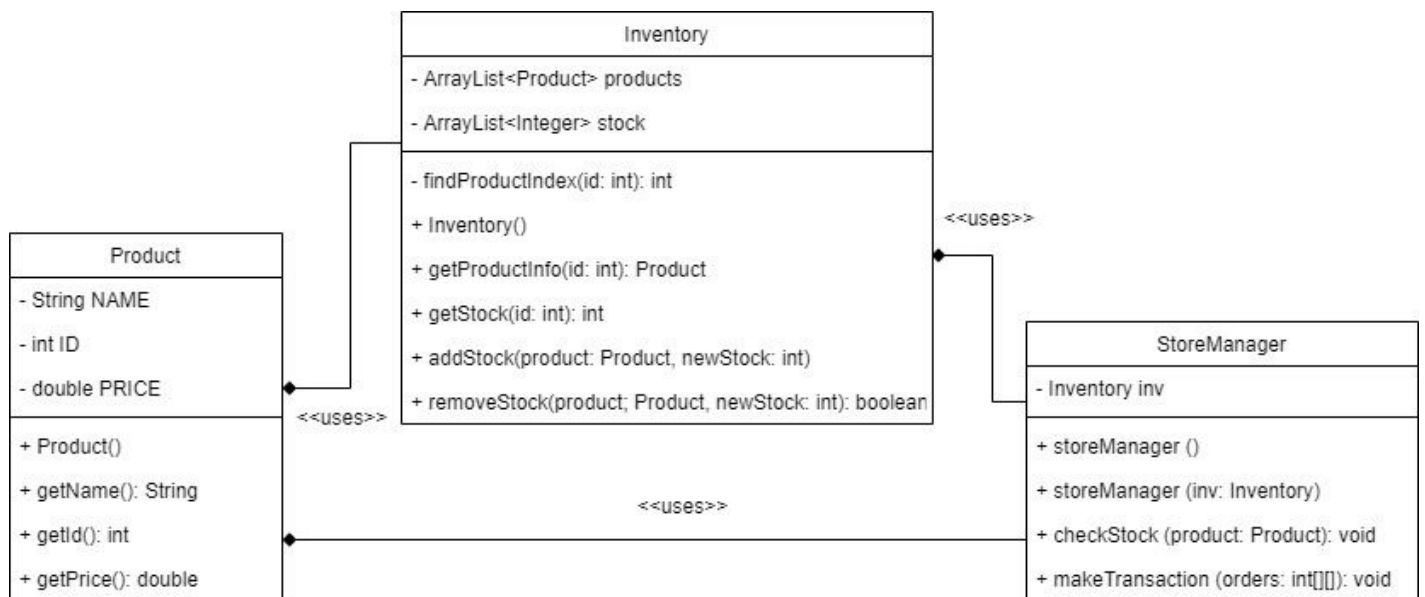 Inventory
- ArrayList<Product> products
- ArrayList<Integer> stock
- findProductIndex(id: int): int
+ Inventory()
+ getProductInfo(id: int): Product
+ getStock(id: int): int
+ addStock(product: Product, newStock: int)
+ removeStock(product; Product, newStock: int): boolean
<<uses>>
Product
- String NAME
- int ID
- double PRICE
+ Product()
+ getName(): String
+ getId(): int
+ getPrice(): double
<<uses>>
<<uses>>
StoreManager
- Inventory inv
+ storeManager ()
+ storeManager (inv: Inventory)
+ checkStock (product: Product): void
+ makeTransaction (orders: int[][]): void